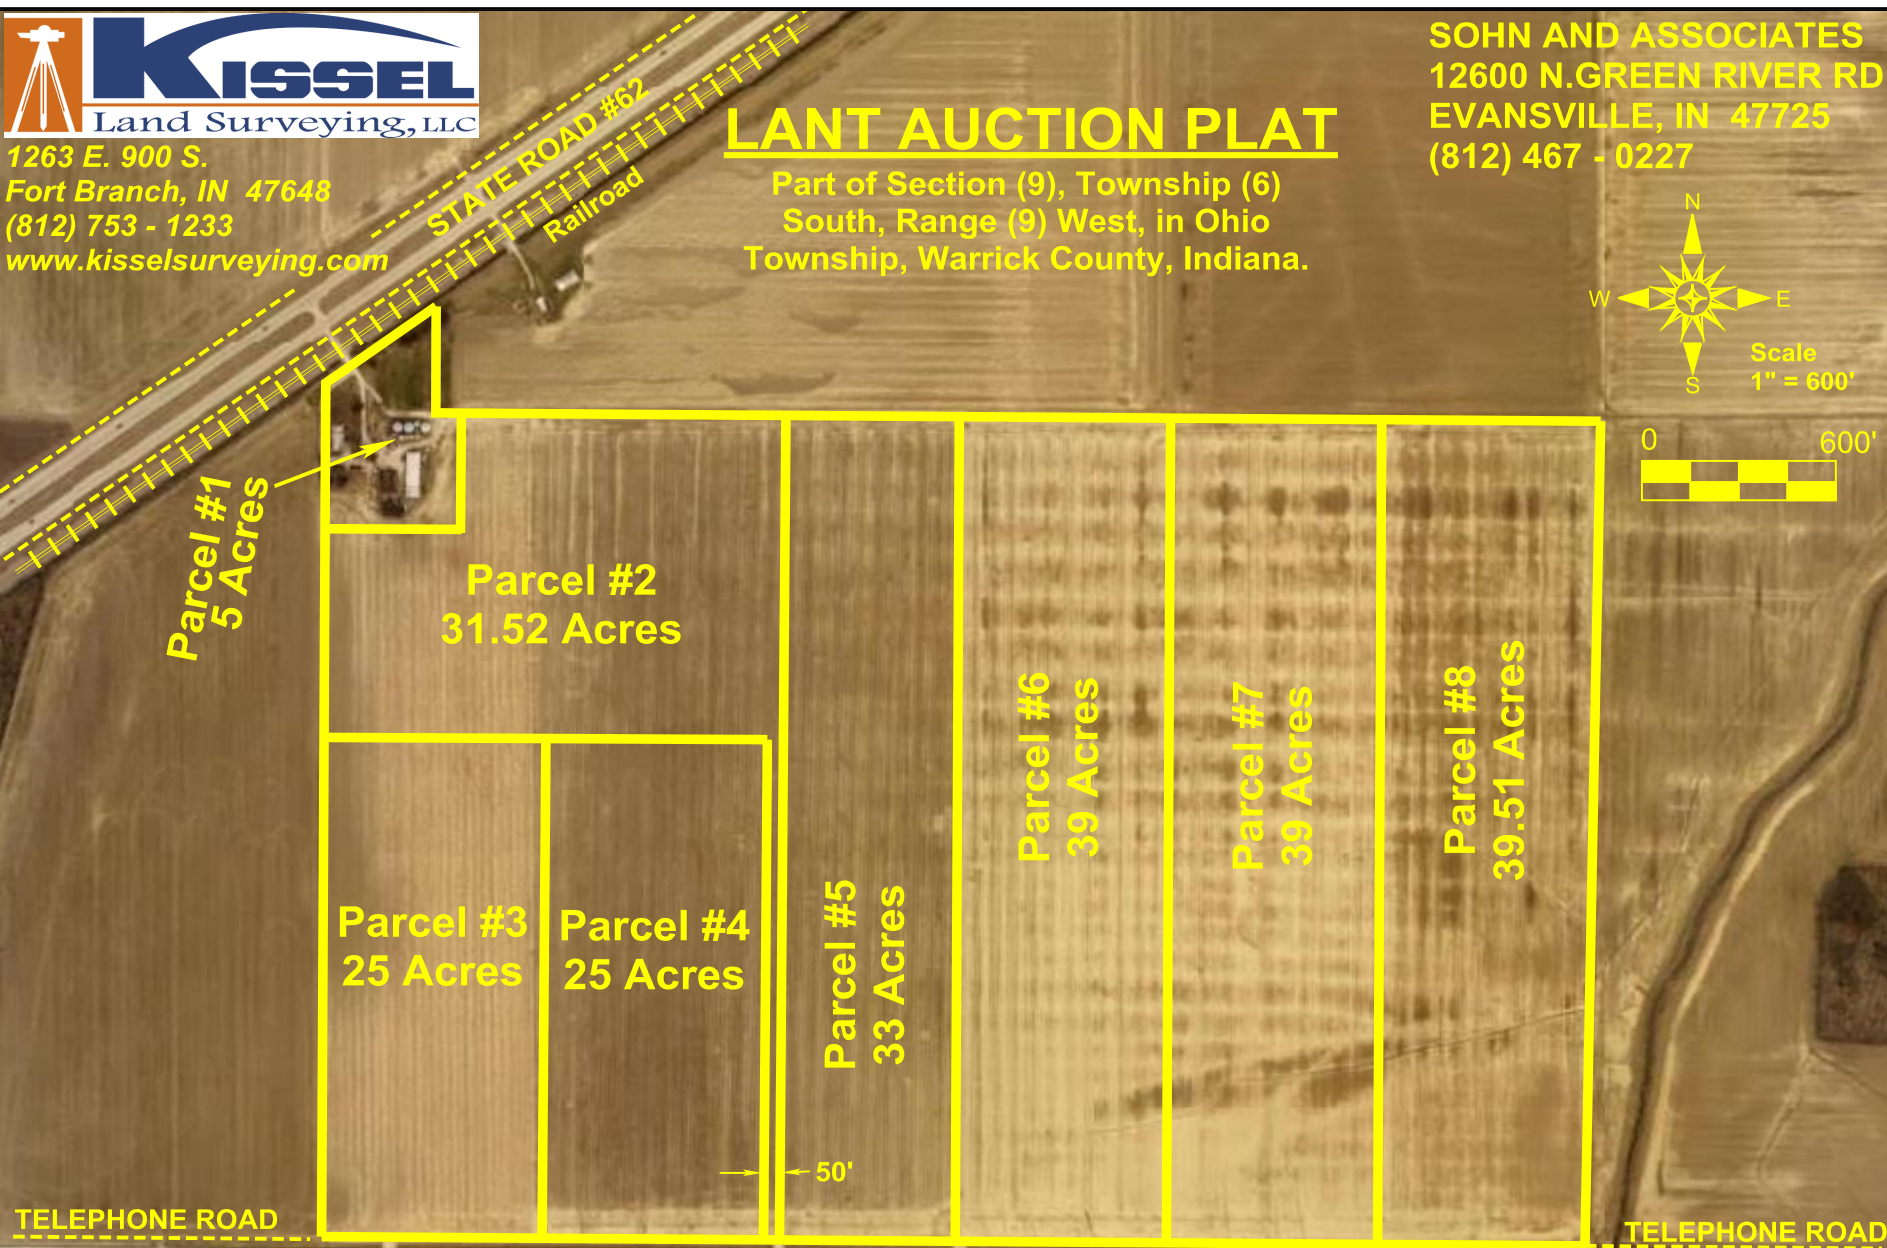 KISSEL
Land Surveying, LLC
1263 E. 900 S.
Fort Branch, IN 47648
(812) 753 - 1233
www.kisselsurveying.com
STATE ROAD #62
Railroad
LANT AUCTION PLAT
Part of Section (9), Township (6)
South, Range (9) West, in Ohio
Township, Warrick County, Indiana.
SOHN AND ASSOCIATES
12600 N.GREEN RIVER RD
EVANSVILLE, IN 47725
(812) 467 - 0227
N
W
E
S
Scale
1" = 600'
0
600'
Parcel #1
5 Acres
Parcel #2
31.52 Acres
Parcel #3
25 Acres
Parcel #4
25 Acres
Parcel #5
33 Acres
Parcel #6
39 Acres
Parcel #7
39 Acres
Parcel #8
39.51 Acres
50'
TELEPHONE ROAD
TELEPHONE ROAD